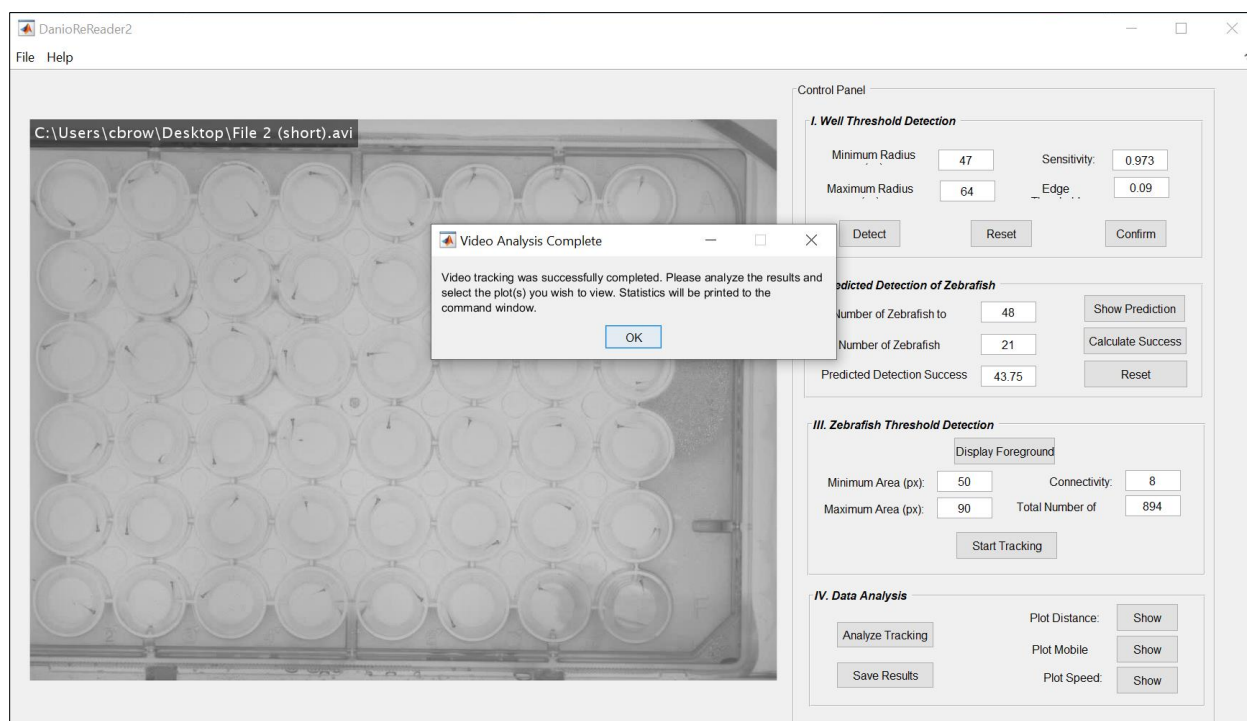 DanioReReader2
File Help
C:\Users\cbrow\Desktop\File 2 (short).avi
A
F
Video Analysis Complete
Video tracking was successfully completed. Please analyze the results and
select the plot(s) you wish to view. Statistics will be printed to the
command window.
OK
Control Panel
I. Well Threshold Detection
Minimum Radius 47 Sensitivity: 0.973
Maximum Radius 64 Edge 0.09
Detect Reset Confirm
edicted Detection of Zebrafish
Number of Zebrafish to 48 Show Prediction
Number of Zebrafish 21 Calculate Success
Predicted Detection Success 43.75 Reset
III. Zebrafish Threshold Detection
Display Foreground
Minimum Area (px): 50 Connectivity: 8
Maximum Area (px): 90 Total Number of 894
Start Tracking
IV. Data Analysis
Plot Distance: Show
Analyze Tracking
Plot Mobile Show
Save Results Plot Speed: Show